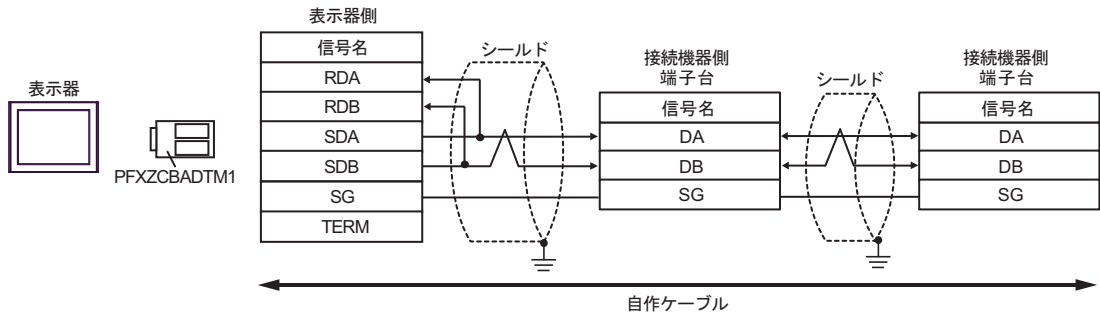 表示器
PFXZCBADTM1
表示器側
信号名
RDA
RDB
SDA
SDB
SG
TERM
シールド
接続機器側
端子台
信号名
DA
DB
SG
シールド
接続機器側
端子台
信号名
DA
DB
SG
自作ケーブル